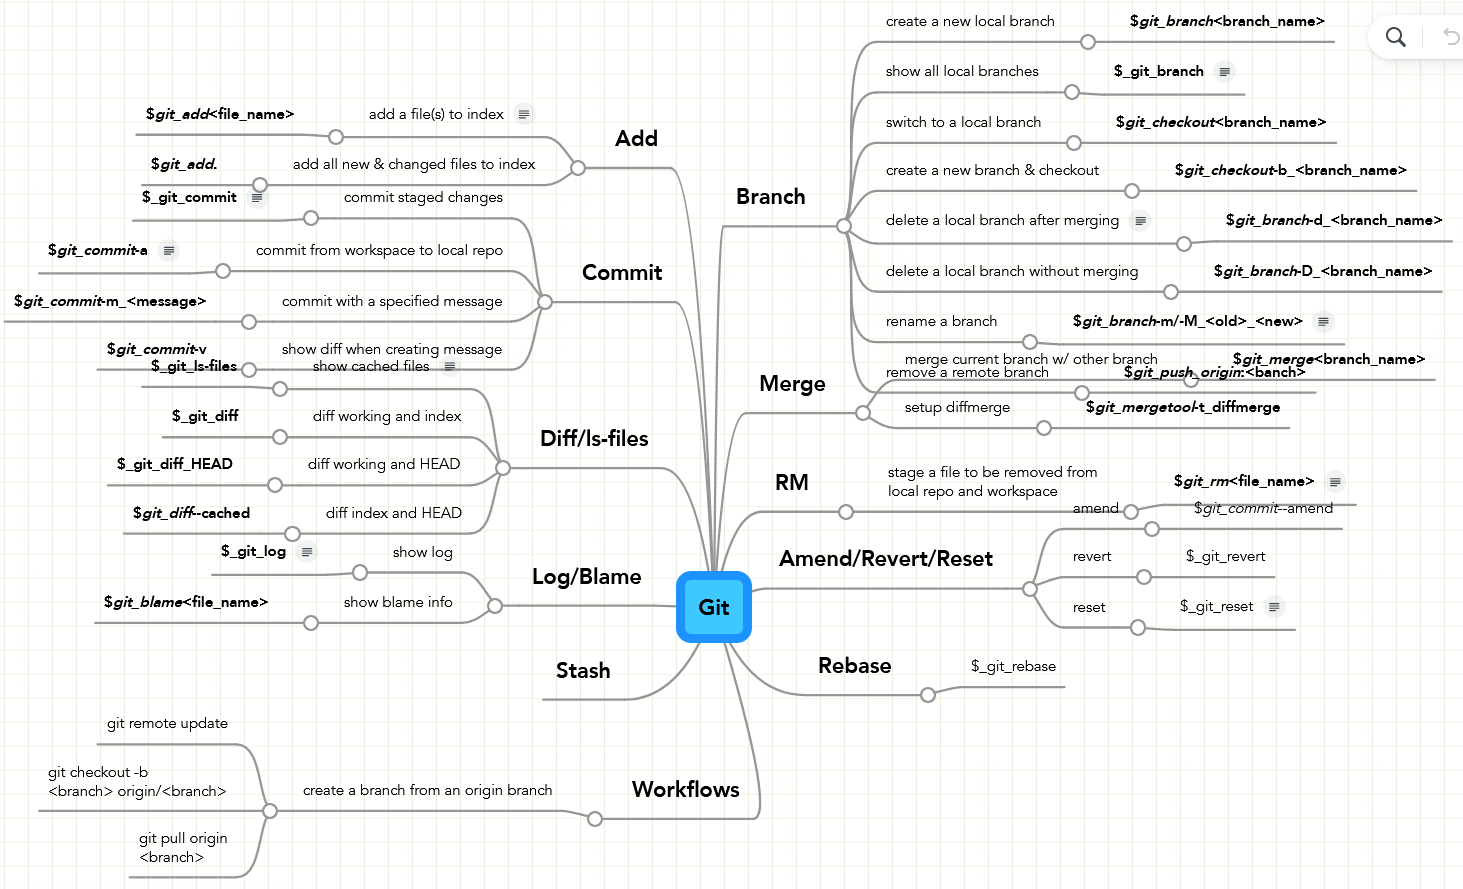 create a new local branch
$git_branch<branch_name>
show all local branches
$_git_branch
switch to a local branch
$git_checkout<branch_name>
create a new branch & checkout
$git_checkout-b_<branch_name>
delete a local branch after merging
$git_branch-d_<branch_name>
delete a local branch without merging
$git_branch-D_<branch_name>
rename a branch
$git_branch-m/-M_<old>_<new>
remove a remote branch
$git_push_origin:<banch>
Branch
merge current branch w/ other branch
$git_merge<branch_name>
setup diffmerge
$git_mergetool-t_diffmerge
Merge
RM
stage a file to be removed from
local repo and workspace
$git_rm<file_name>
Amend/Revert/Reset
amend
$git_commit--amend
revert
$_git_revert
reset
$_git_reset
Rebase
$_git_rebase
Git
Add
add a file(s) to index
$git_add<file_name>
add all new & changed files to index
$git_add.
Commit
commit staged changes
$_git_commit
commit from workspace to local repo
$git_commit-a
commit with a specified message
$git_commit-m_<message>
show diff when creating message
$git_commit-v
Diff/ls-files
show cached files
$_git_ls-files
diff working and index
$_git_diff
diff working and HEAD
$_git_diff_HEAD
diff index and HEAD
$git_diff--cached
Log/Blame
show log
$_git_log
show blame info
$git_blame<file_name>
Stash
Workflows
create a branch from an origin branch
git remote update
git checkout -b
<branch> origin/<branch>
git pull origin
<branch>